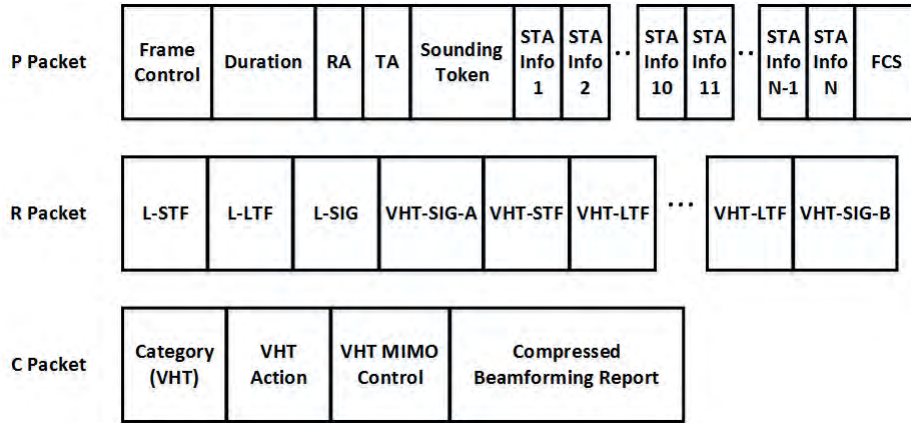 P Packet
Frame
Control
Duration
RA
TA
Sounding
Token
STA
Info
1
STA
Info
2
..
STA
Info
10
STA
Info
11
..
STA
Info
N-1
STA
Info
N
FCS
R Packet
L-STF
L-LTF
L-SIG
VHT-SIG-A
VHT-STF
VHT-LTF
...
VHT-LTF
VHT-SIG-B
C Packet
Category
(VHT)
VHT
Action
VHT MIMO
Control
Compressed
Beamforming Report